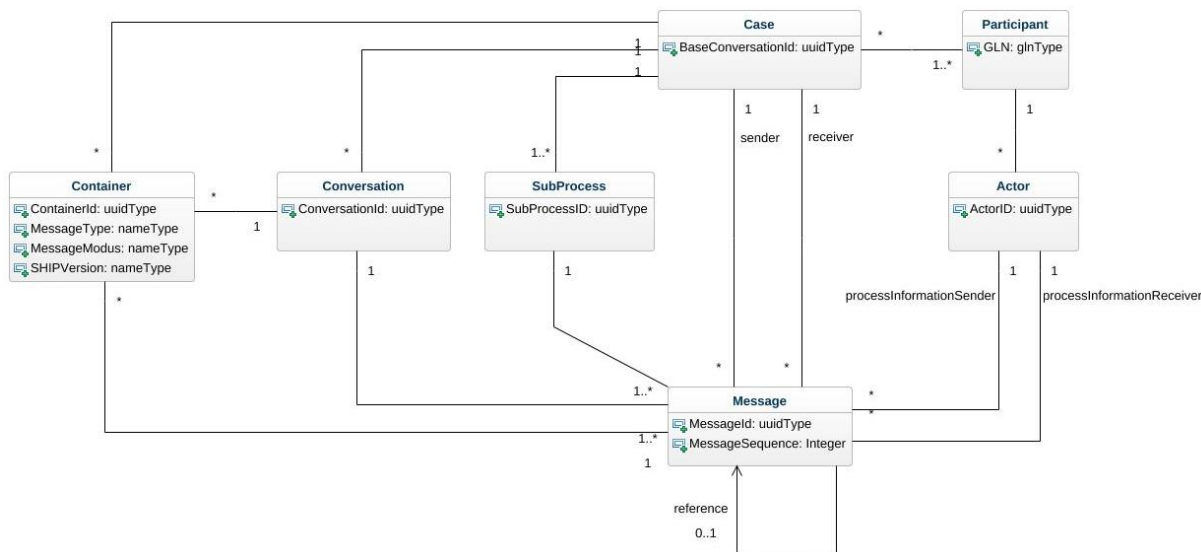 Case
BaseConversationId: uuidType
Participant
GLN: glnType
1
1
1
*
1..*
1
sender
1
receiver
1
*
*
*
1..*
Container
ContainerId: uuidType
MessageType: nameType
MessageModus: nameType
SHIPVersion: nameType
*
1
Conversation
ConversationId: uuidType
SubProcess
SubProcessID: uuidType
Actor
ActorID: uuidType
*
1
1
1
1
processInformationSender
processInformationReceiver
*
*
1..*
*
*
Message
MessageId: uuidType
MessageSequence: Integer
1..*
1
reference
0..1